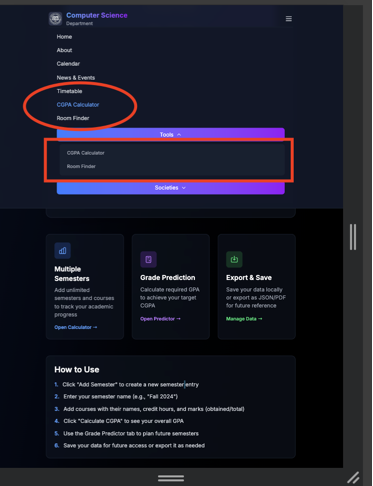 Computer Science
Department
Home
About
Calendar
News & Events
Timetable
CGPA Calculator
Room Finder
Tools
CGPA Calculator
Room Finder
Societies
Multiple
Semesters
Add unlimited
semesters and courses
to track your academic
progress
Open Calculator →
Grade Prediction
Calculate required GPA
to achieve your target
CGPA
Open Predictor →
Export & Save
Save your data locally
or export as JSON/PDF
for future reference
Manage Data →
How to Use
1. Click "Add Semester" to create a new semester entry
2. Enter your semester name (e.g., "Fall 2024")
3. Add courses with their names, credit hours, and marks (obtained/total)
4. Click "Calculate CGPA" to see your overall GPA
5. Use the Grade Predictor tab to plan future semesters
6. Save your data for future access or export it as needed